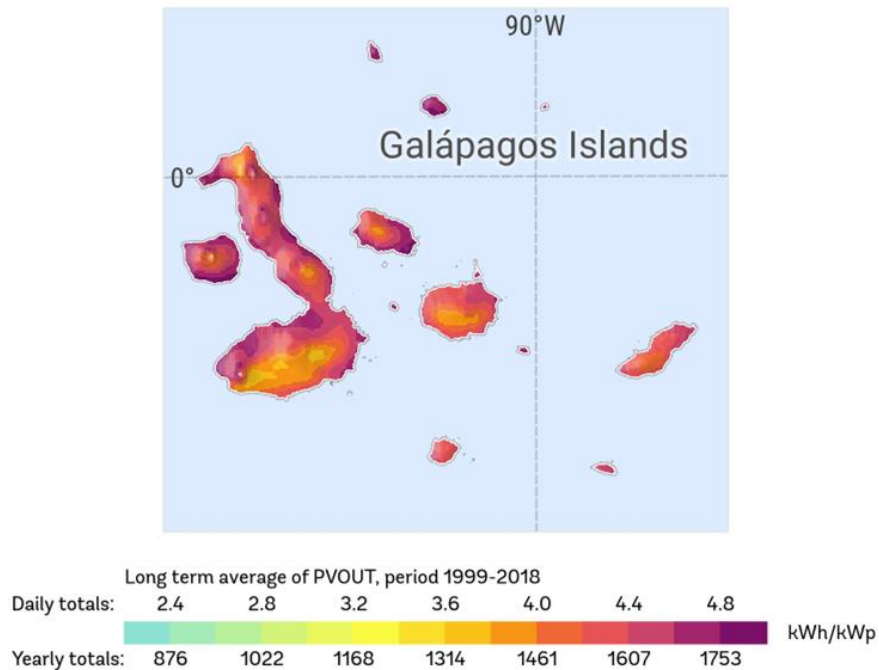 90°W
Galápagos Islands
0°
Long term average of PVOUT, period 1999-2018
Daily totals: 2.4 2.8 3.2 3.6 4.0 4.4 4.8
kWh/kWp
Yearly totals: 876 1022 1168 1314 1461 1607 1753